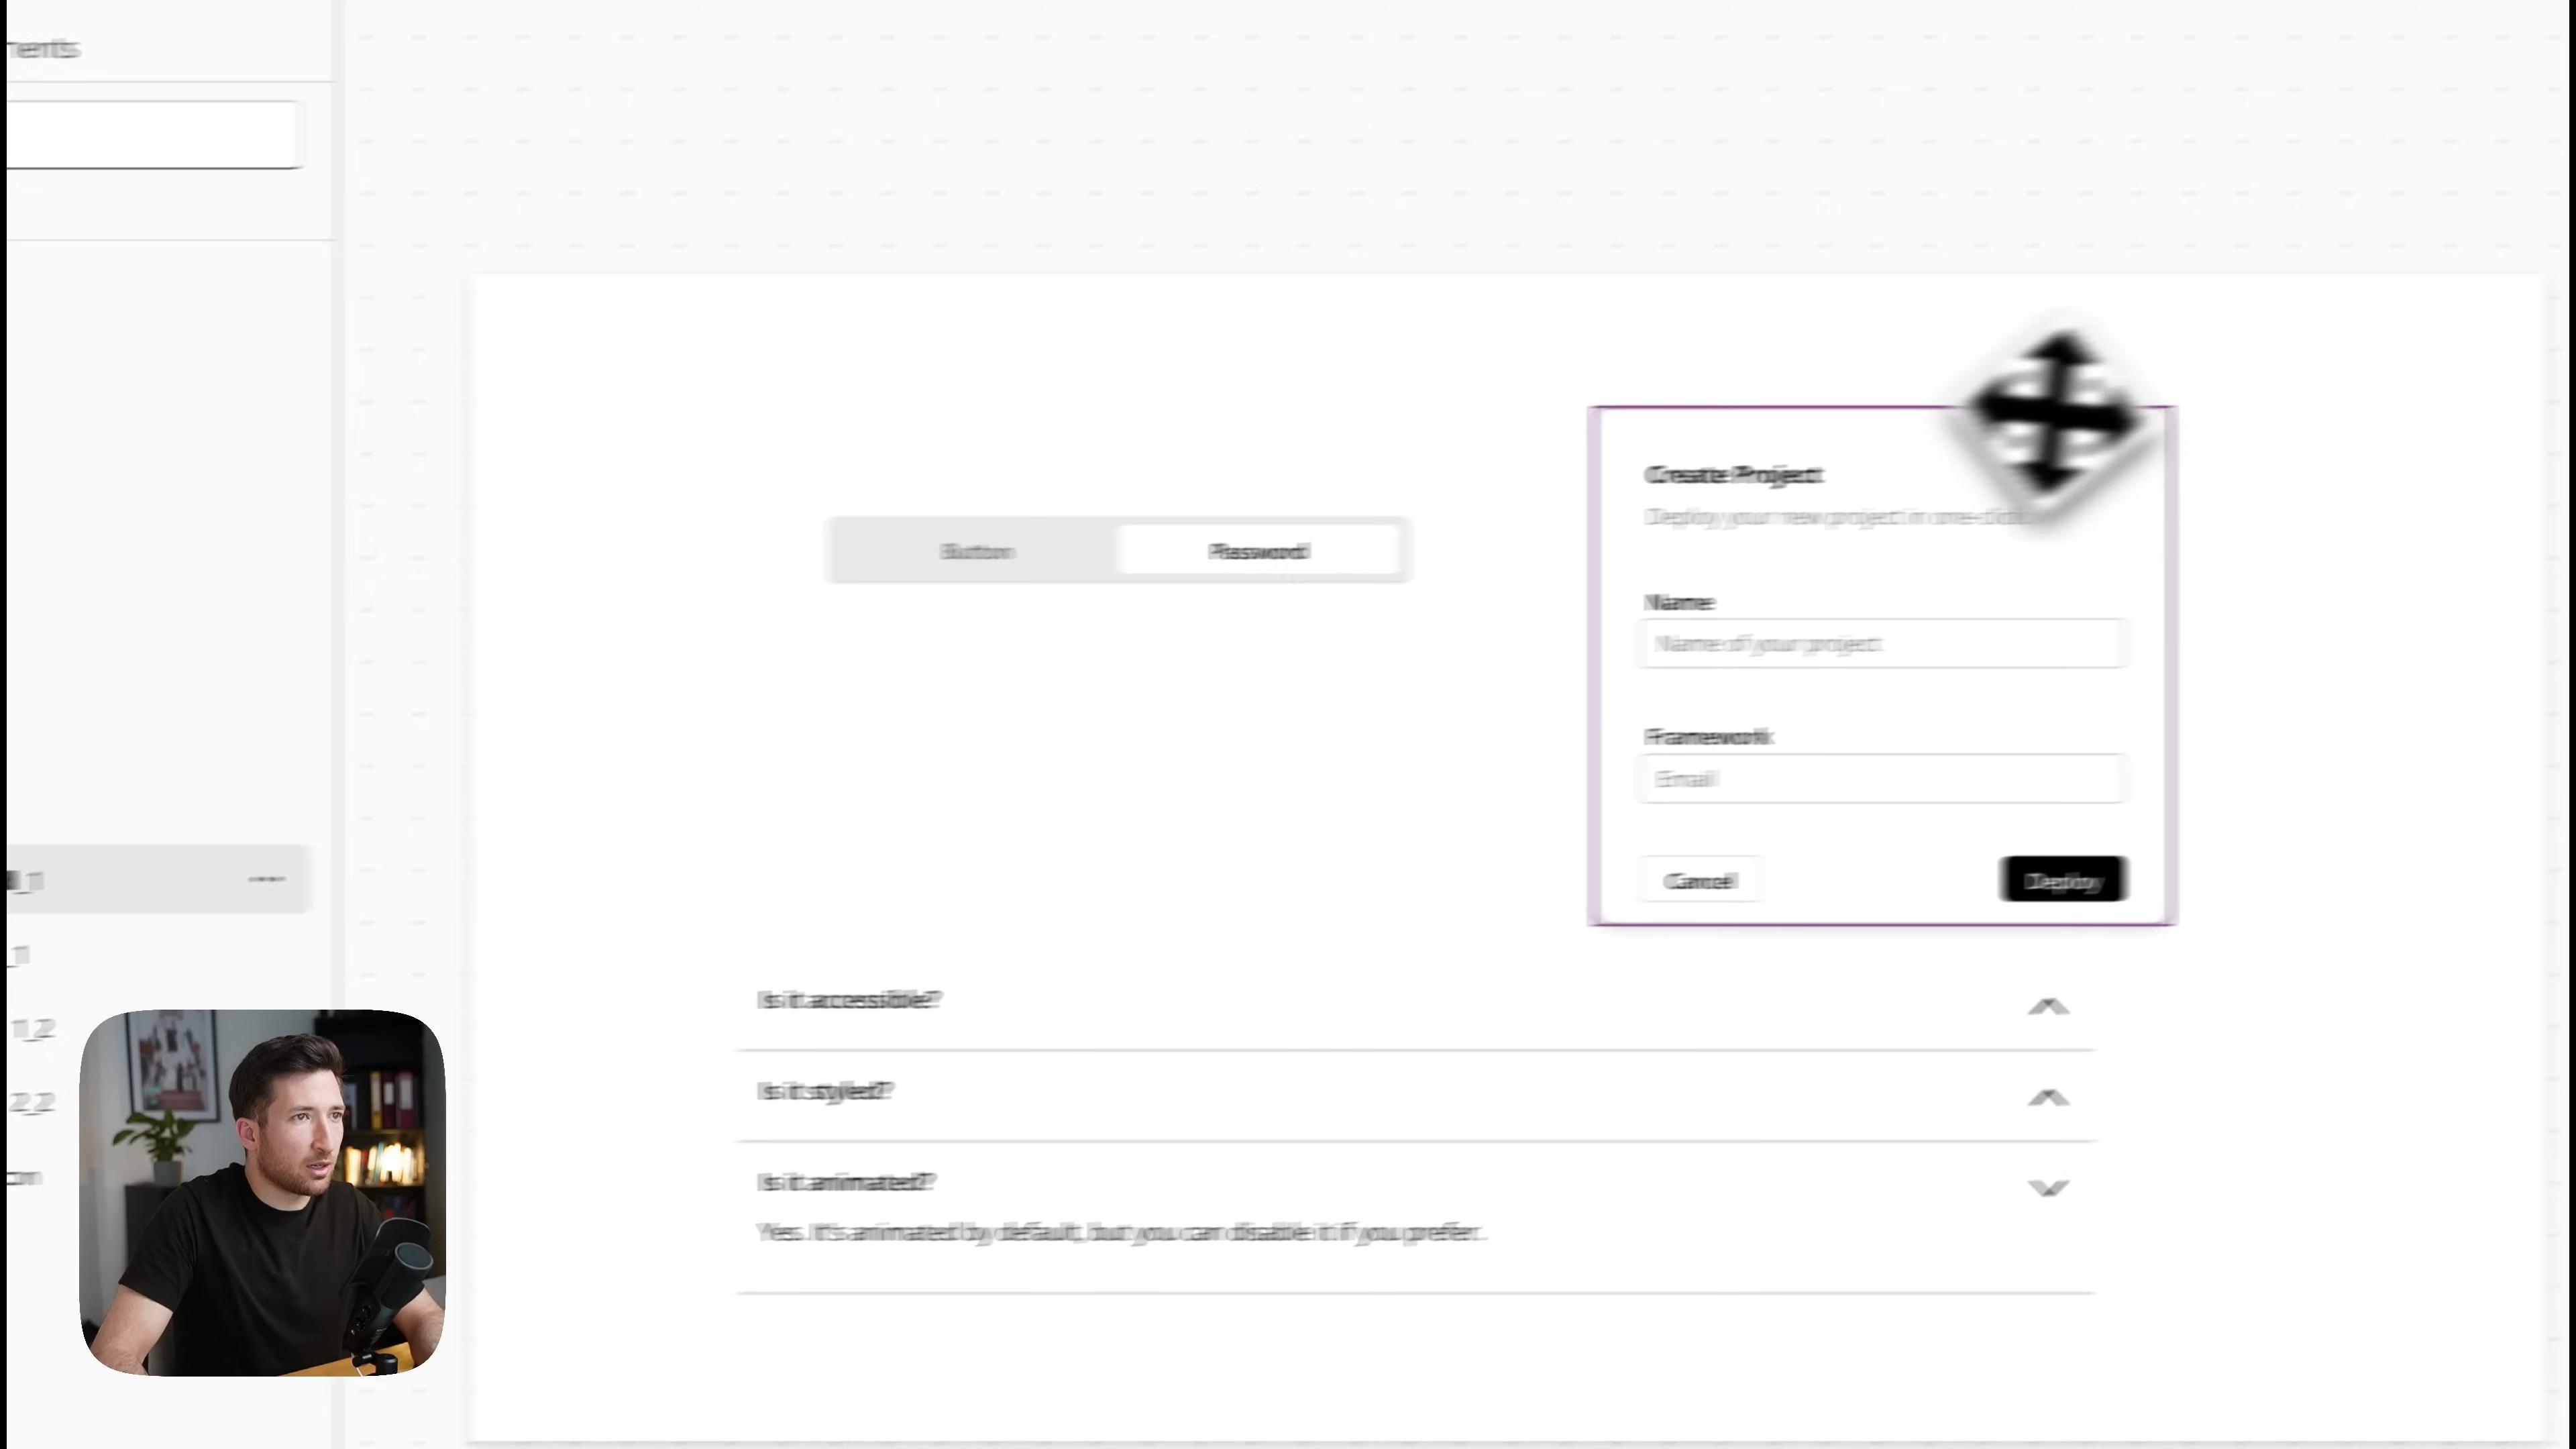 Create Project
Deploy your new project in one-click.
Button
Password
Name
Name of your project
Framework
Email
Cancel
Deploy
Is it accessible?
Is it styled?
Is it animated?
Yes. It's animated by default, but you can disable it if you prefer.